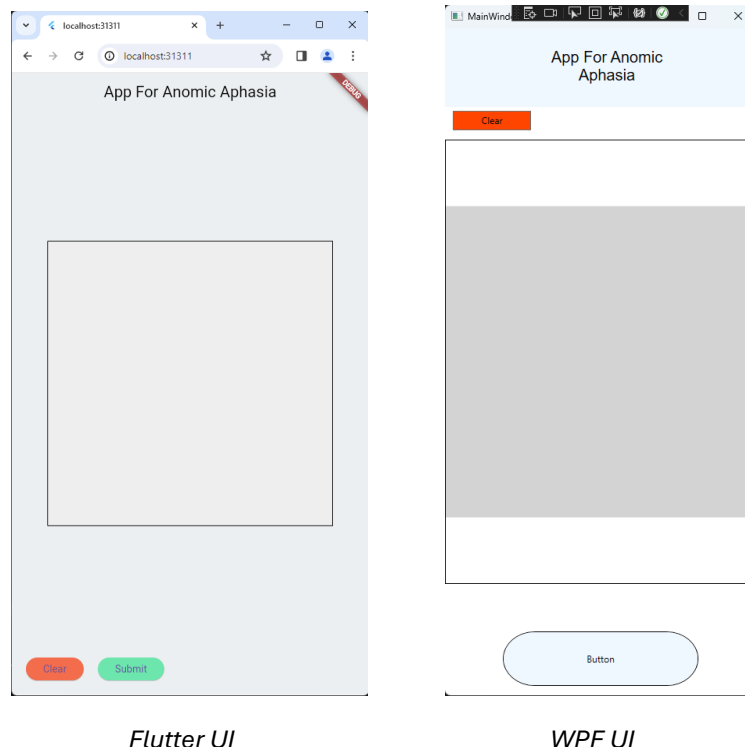 localhost:31311
localhost:31311
App For Anomic Aphasia
DEBUG
Clear
Submit
Flutter UI
MainWind
App For Anomic
Aphasia
Clear
Button
WPF UI